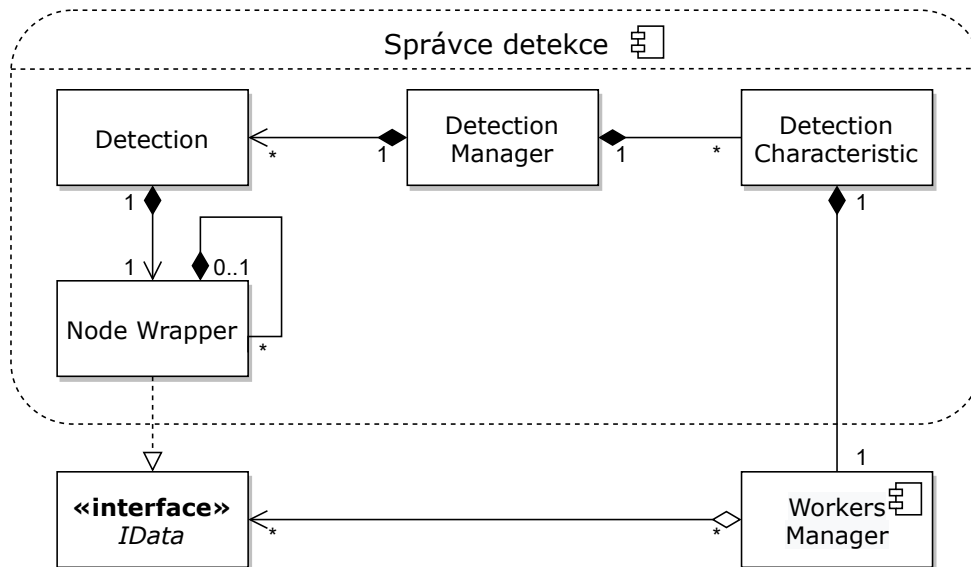 Správce detekce
Detection
* 1
Detection
Manager
1 *
Detection
Characteristic
1
1
1
0..1
Node Wrapper
*
1
«interface»
IData
* *
Workers
Manager